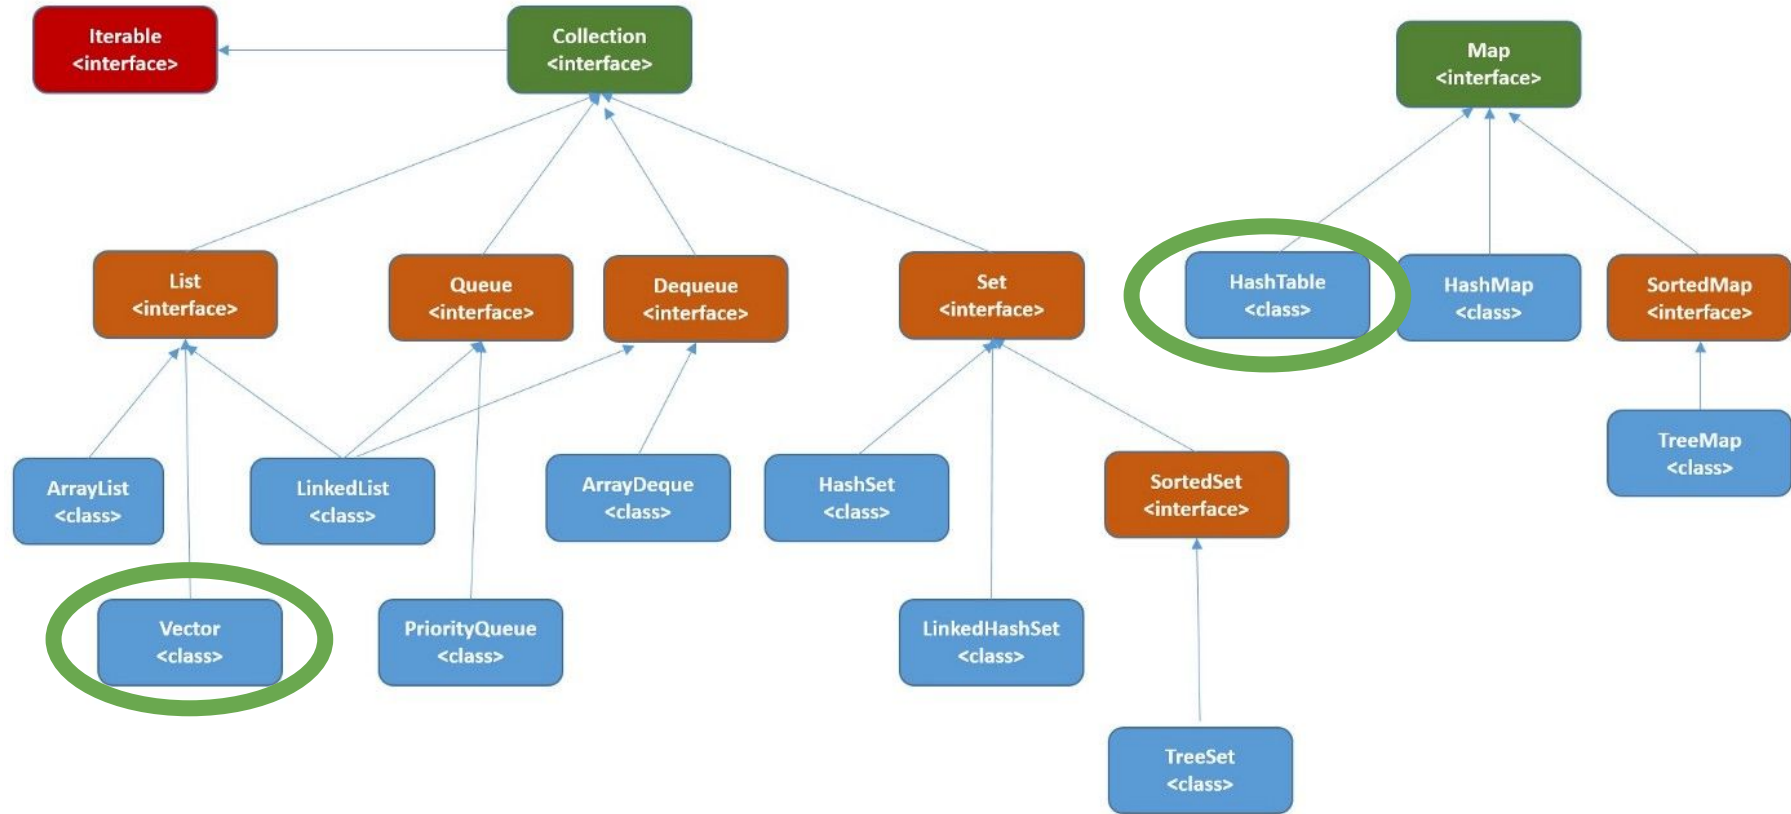 Iterable
<interface>
Collection
<interface>
Map
<interface>
List
<interface>
Queue
<interface>
Dequeue
<interface>
Set
<interface>
HashTable
<class>
HashMap
<class>
SortedMap
<interface>
ArrayList
<class>
LinkedList
<class>
ArrayDeque
<class>
HashSet
<class>
SortedSet
<interface>
TreeMap
<class>
Vector
<class>
PriorityQueue
<class>
LinkedHashSet
<class>
TreeSet
<class>